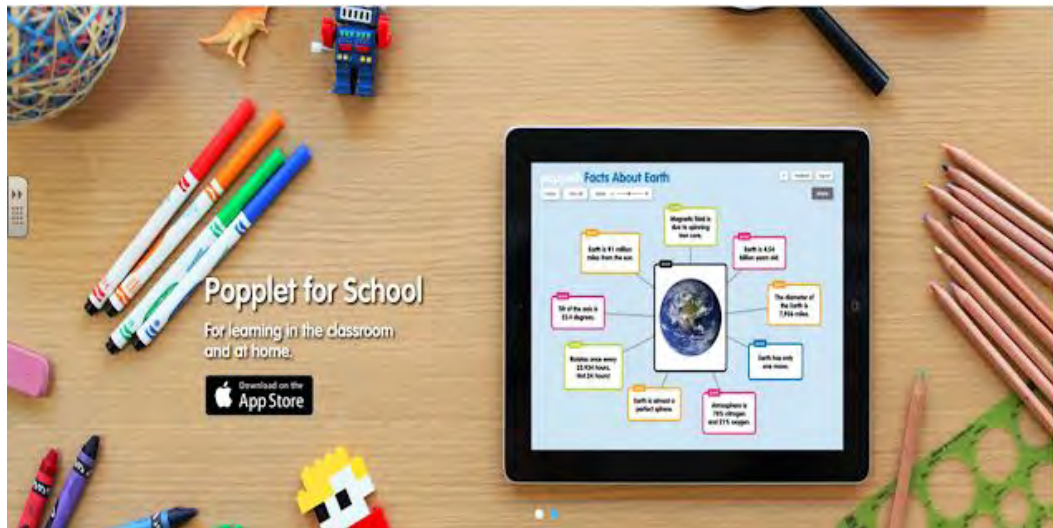 Popplet for School
For learning in the classroom
and at home.
Download on the
App Store
popplet Facts About Earth
Magnetic field is
due to spinning
iron core.
Earth is 91 million
miles from the sun.
Earth is 4.54
billion years old.
Tilt of the axis is
23.4 degrees.
The diameter of
the Earth is
7,926 miles.
Rotates once every
23.934 hours.
Not 24 hours!
Earth has only
one moon.
Earth is almost a
perfect sphere.
Atmosphere is
78% nitrogen
and 21% oxygen.